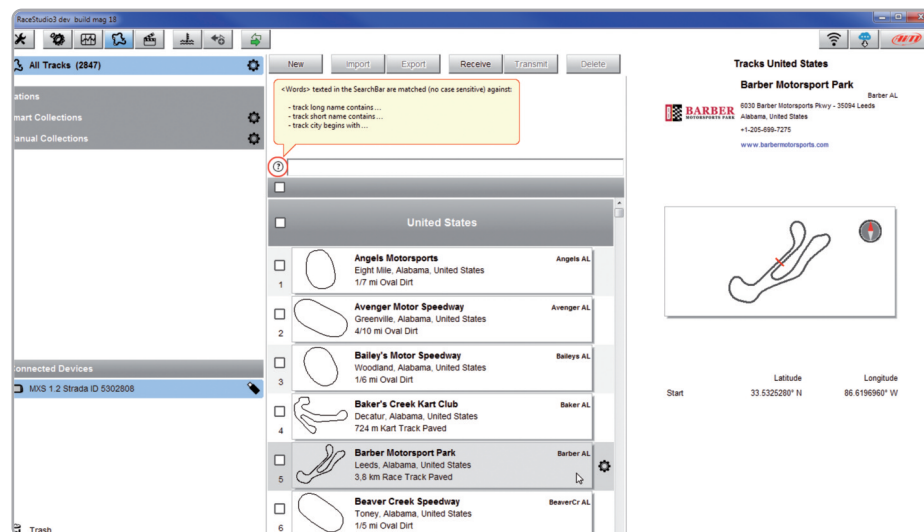 RaceStudio3 dev build mag 18
All Tracks (2847)
ations
mart Collections
anual Collections
onnected Devices
MXS 1.2 Strada ID 5302808
Trash
New Import Export Receive Transmit Delete
<Words> texted in the SearchBar are matched (no case sensitive) against:
- track long name contains ...
- track short name contains ...
- track city begins with ...
?
United States
Angels Motorsports Angels AL
Eight Mile, Alabama, United States
1/7 mi Oval Dirt
1
Avenger Motor Speedway Avenger AL
Greenville, Alabama, United States
4/10 mi Oval Dirt
2
Bailey's Motor Speedway Baileys AL
Woodland, Alabama, United States
1/6 mi Oval Dirt
3
Baker's Creek Kart Club Baker AL
Decatur, Alabama, United States
724 m Kart Track Paved
4
Barber Motorsport Park Barber AL
Leeds, Alabama, United States
3,8 km Race Track Paved
5
Beaver Creek Speedway BeaverCr AL
Toney, Alabama, United States
1/5 mi Oval Dirt
6
AiM
Tracks United States
Barber Motorsport Park
Barber AL
BARBER
MOTORSPORTS PARK
6030 Barber Motorsports Pkwy - 35094 Leeds
Alabama, United States
+1-205-699-7275
www.barbermotorsports.com
Latitude Longitude
Start 33.5325280° N 86.6196960° W